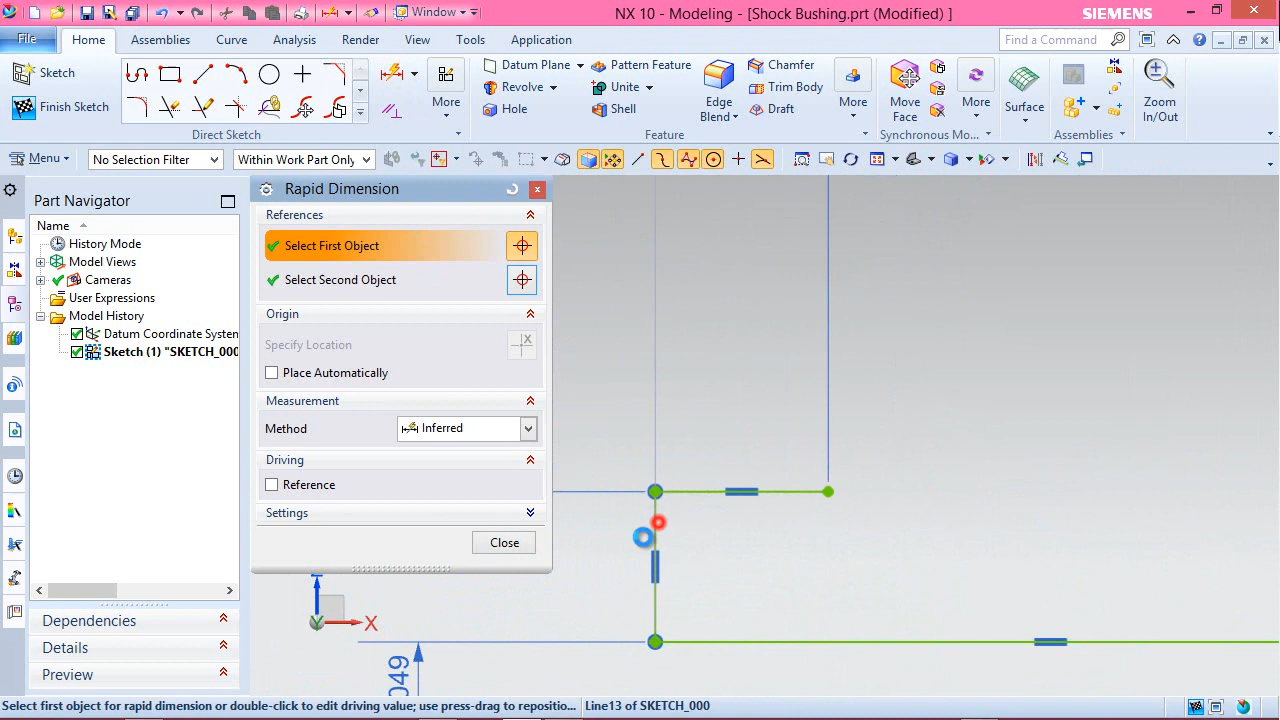 Window
NX 10 - Modeling - [Shock Bushing.prt (Modified) ]
SIEMENS
File
Home
Assemblies
Curve
Analysis
Render
View
Tools
Application
Find a Command
Sketch
Finish Sketch
More
Datum Plane
Revolve
Hole
Pattern Feature
Unite
Shell
Edge
Blend
Chamfer
Trim Body
Draft
More
Move
Face
More
Surface
Zoom
In/Out
Direct Sketch
Feature
Synchronous Mo...
Assemblies
Menu
No Selection Filter
Within Work Part Only
Part Navigator
Name
History Mode
Model Views
Cameras
User Expressions
Model History
Datum Coordinate System
Sketch (1) "SKETCH_000
Dependencies
Details
Preview
Rapid Dimension
References
Select First Object
Select Second Object
Origin
Specify Location
Place Automatically
Measurement
Method
Inferred
Driving
Reference
Settings
Close
Y
X
049
Select first object for rapid dimension or double-click to edit driving value; use press-drag to repositio...
Line13 of SKETCH_000